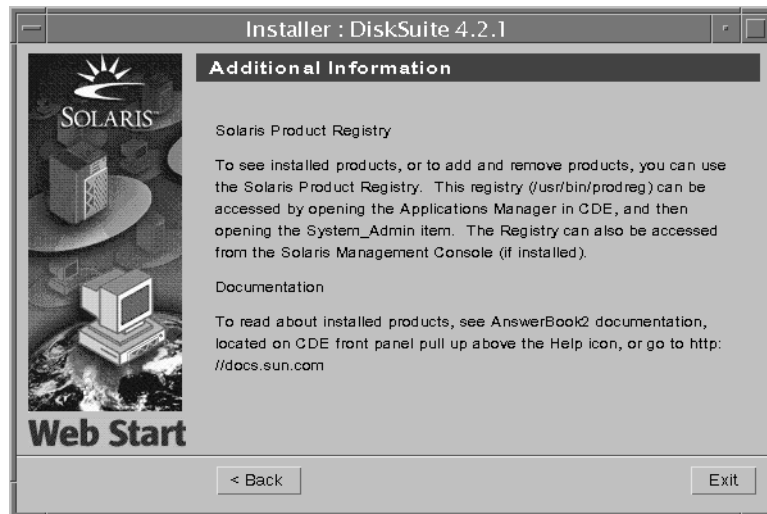 Installer : DiskSuite 4.2.1
SOLARIS™
Additional Information
Solaris Product Registry
To see installed products, or to add and remove products, you can use
the Solaris Product Registry. This registry (/usr/bin/prodreg) can be
accessed by opening the Applications Manager in CDE, and then
opening the System_Admin item. The Registry can also be accessed
from the Solaris Management Console (if installed).
Documentation
To read about installed products, see AnswerBook2 documentation,
located on CDE front panel pull up above the Help icon, or go to http:
//docs.sun.com
Web Start
< Back
Exit